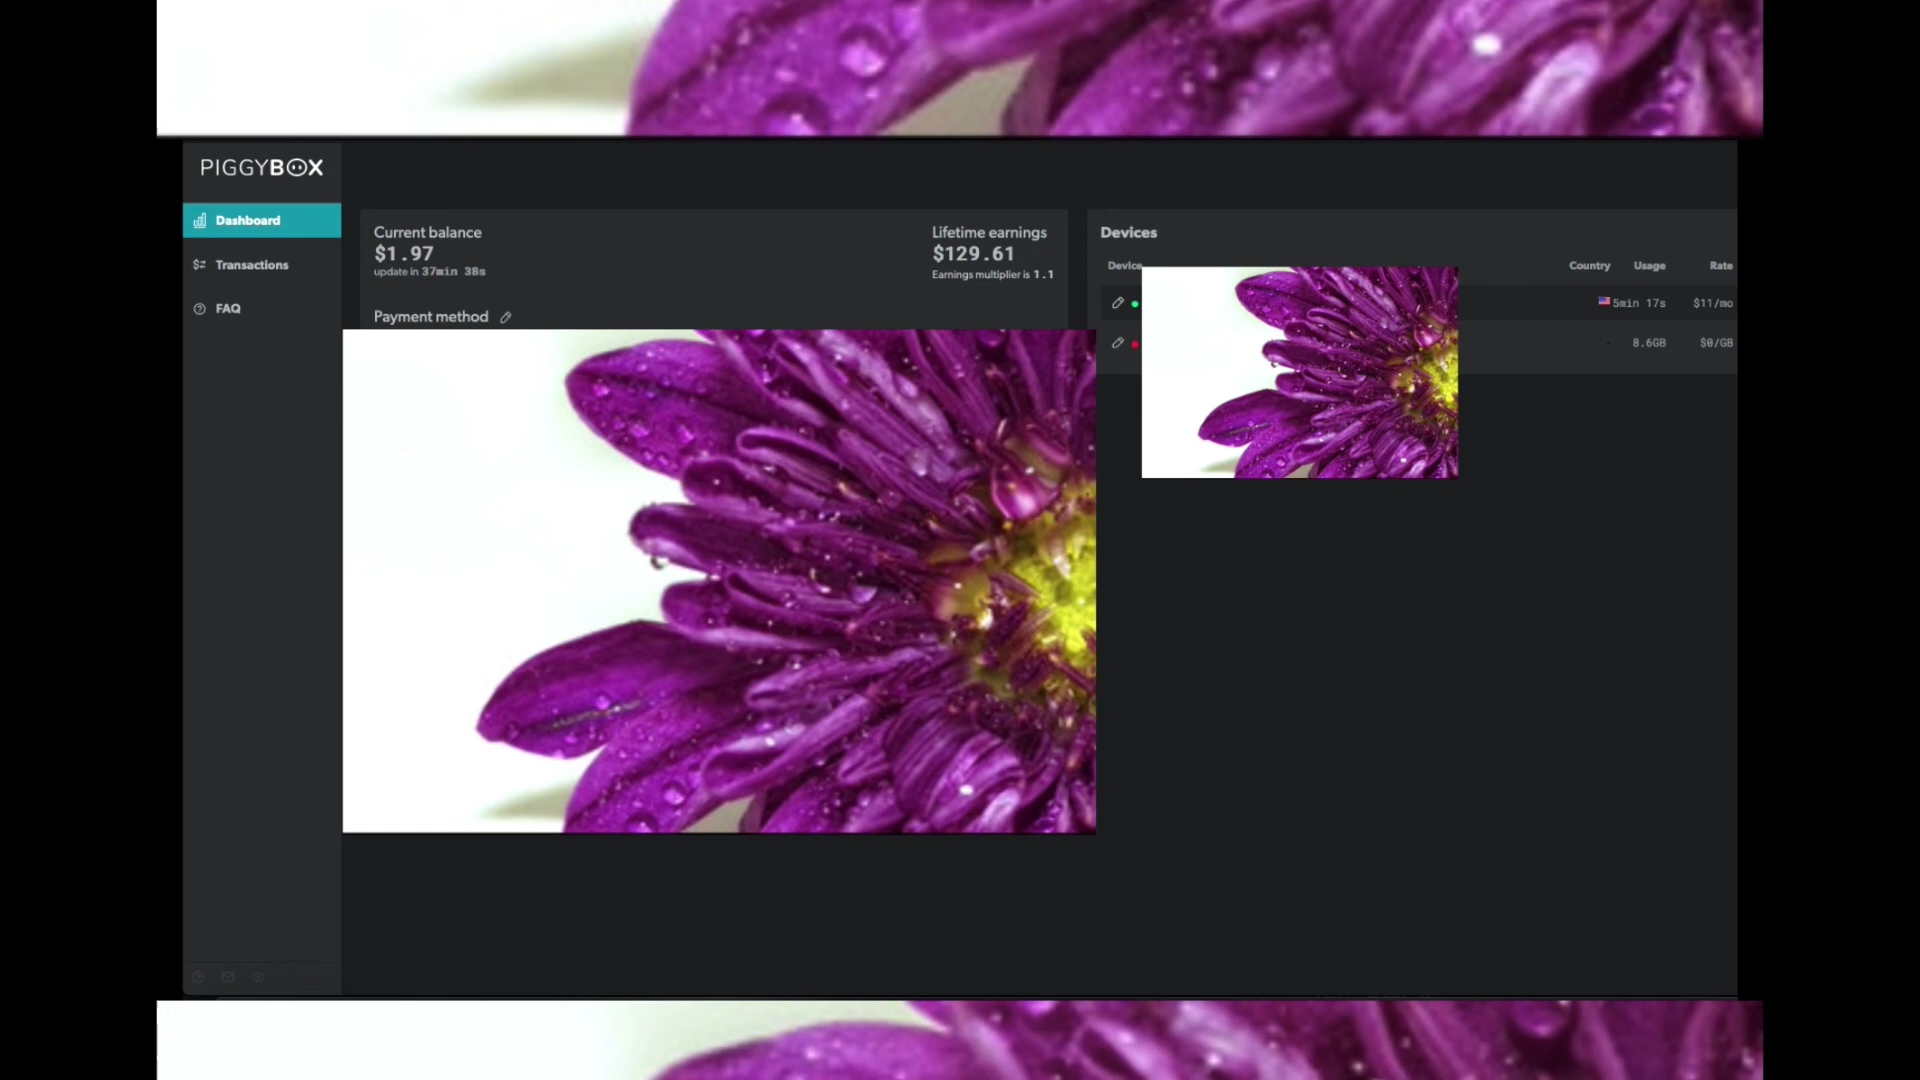 PIGGYBOX
Dashboard
Transactions
FAQ
Current balance
$1.97
update in 37min 38s
Lifetime earnings
$129.61
Earnings multiplier is 1.1
Payment method
Devices
Device Country Usage Rate
5min 17s $11/mo
- 8.6GB $0/GB